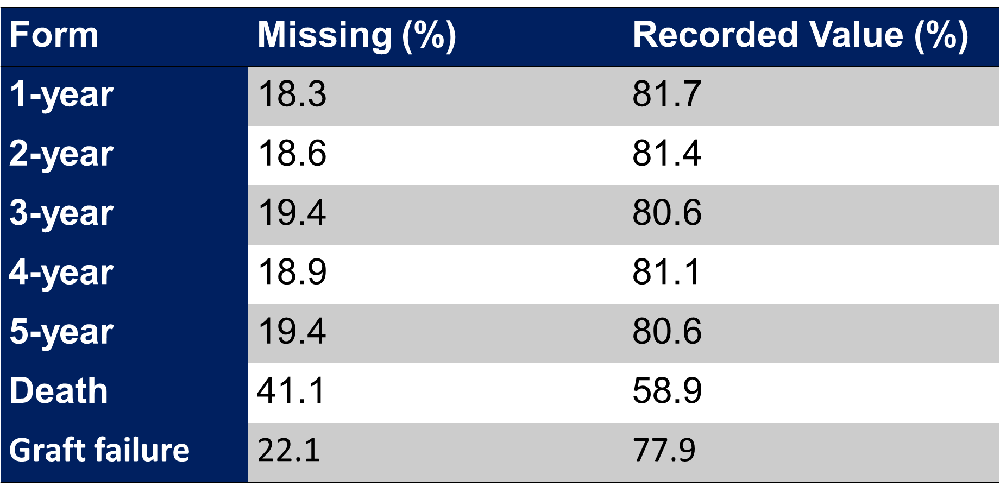 Form Missing (%) Recorded Value (%)
1-year 18.3 81.7
2-year 18.6 81.4
3-year 19.4 80.6
4-year 18.9 81.1
5-year 19.4 80.6
Death 41.1 58.9
Graft failure 22.1 77.9